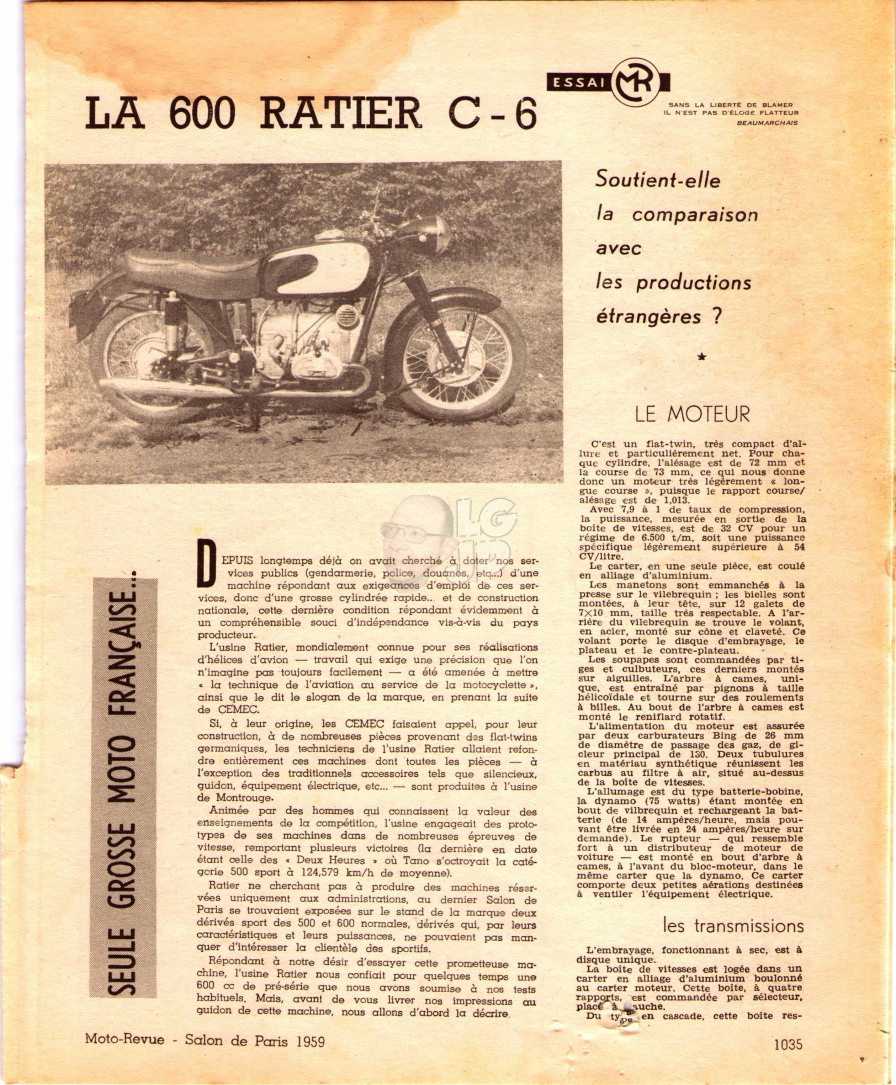 ESSAI MR
SANS LA LIBERTÉ DE BLAMER
IL N'EST PAS D'ÉLOGE FLATTEUR
BEAUMARCHAIS
LA 600 RATIER C-6
Soutient-elle
la comparaison
avec
les productions
étrangères ?
★
SEULE GROSSE MOTO FRANÇAISE...
DEPUIS longtemps déjà on avait cherché à doter nos ser-
vices publics (gendarmerie, police, douanes, etc...) d'une
machine répondant aux exigeances d'emploi de ces ser-
vices, donc d'une grosse cylindrée rapide.. et de construction
nationale, cette dernière condition répondant évidemment à
un compréhensible souci d'indépendance vis-à-vis du pays
producteur.
L'usine Ratier, mondialement connue pour ses réalisations
d'hélices d'avion — travail qui exige une précision que l'on
n'imagine pas toujours facilement — a été amenée à mettre
« la technique de l'aviation au service de la motocyclette »,
ainsi que le dit le slogan de la marque, en prenant la suite
de CEMEC.
Si, à leur origine, les CEMEC faisaient appel, pour leur
construction, à de nombreuses pièces provenant des flat-twins
germaniques, les techniciens de l'usine Ratier allaient refon-
dre entièrement ces machines dont toutes les pièces — à
l'exception des traditionnels accessoires tels que silencieux,
guidon, équipement électrique, etc... — sont produites à l'usine
de Montrouge.
Animée par des hommes qui connaissent la valeur des
enseignements de la compétition, l'usine engageait des proto-
types de ses machines dans de nombreuses épreuves de
vitesse, remportant plusieurs victoires (la dernière en date
étant celle des « Deux Heures » où Tano s'octroyait la caté-
gorie 500 sport à 124,579 km/h de moyenne).
Ratier ne cherchant pas à produire des machines réser-
vées uniquement aux administrations, au dernier Salon de
Paris se trouvaient exposées sur le stand de la marque deux
dérivés sport des 500 et 600 normales, dérivés qui, par leurs
caractéristiques et leurs puissances, ne pouvaient pas man-
quer d'intéresser la clientèle des sportifs.
Répondant à notre désir d'essayer cette prometteuse ma-
chine, l'usine Ratier nous confiait pour quelques temps une
600 cc de pré-série que nous avons soumise à nos tests
habituels. Mais, avant de vous livrer nos impressions au
guidon de cette machine, nous allons d'abord la décrire.
LE MOTEUR
C'est un flat-twin, très compact d'al-
lure et particulièrement net. Pour cha-
que cylindre, l'alésage est de 72 mm et
la course de 73 mm, ce qui nous donne
donc un moteur très légèrement « lon-
gue course », puisque le rapport course/
alésage est de 1,013.
Avec 7,9 à 1 de taux de compression,
la puissance, mesurée en sortie de la
boîte de vitesses, est de 32 CV pour un
régime de 6.500 t/m, soit une puissance
spécifique légèrement supérieure à 54
CV/litre.
Le carter, en une seule pièce, est coulé
en alliage d'aluminium.
Les manetons sont emmanchés à la
presse sur le vilebrequin ; les bielles sont
montées, à leur tête, sur 12 galets de
7×10 mm, taille très respectable. A l'ar-
rière du vilebrequin se trouve le volant,
en acier, monté sur cône et claveté. Ce
volant porte le disque d'embrayage, le
plateau et le contre-plateau.
Les soupapes sont commandées par ti-
ges et culbuteurs, ces derniers montés
sur aiguilles. L'arbre à cames, uni-
que, est entraîné par pignons à taille
hélicoïdale et tourne sur des roulements
à billes. Au bout de l'arbre à cames est
monté le reniflard rotatif.
L'alimentation du moteur est assurée
par deux carburateurs Bing de 26 mm
de diamètre de passage des gaz, de gi-
cleur principal de 130. Deux tubulures
en matériau synthétique réunissent les
carbus au filtre à air, situé au-dessus
de la boîte de vitesses.
L'allumage est du type batterie-bobine,
la dynamo (75 watts) étant montée en
bout de vilbrequin et rechargeant la bat-
terie (de 14 ampères/heure, mais pou-
vant être livrée en 24 ampères/heure sur
demande). Le rupteur — qui ressemble
fort à un distributeur de moteur de
voiture — est monté en bout d'arbre à
cames, à l'avant du bloc-moteur, dans le
même carter que la dynamo. Ce carter
comporte deux petites aérations destinées
à ventiler l'équipement électrique.
les transmissions
L'embrayage, fonctionnant à sec, est à
disque unique.
La boîte de vitesses est logée dans un
carter en alliage d'aluminium boulonné
au carter moteur. Cette boîte, à quatre
rapports, est commandée par sélecteur,
placé à gauche.
Du type en cascade, cette boîte res-
Moto-Revue - Salon de Paris 1959
1035